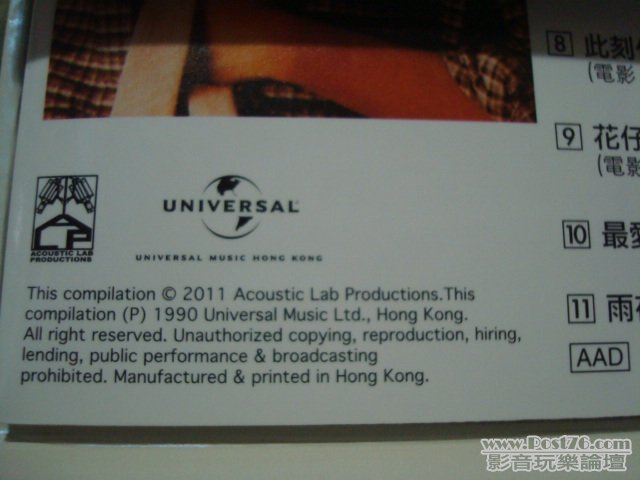 8 此刻
(電影
9 花仔
(電影
10 最愛
11 雨
AAD
ALP
ACOUSTIC LAB
PRODUCTIONS
UNIVERSAL
UNIVERSAL MUSIC HONG KONG
This compilation © 2011 Acoustic Lab Productions.This
compilation (P) 1990 Universal Music Ltd., Hong Kong.
All right reserved. Unauthorized copying, reproduction, hiring,
lending, public performance & broadcasting
prohibited. Manufactured & printed in Hong Kong.
www.Post76.com
影音玩樂論壇